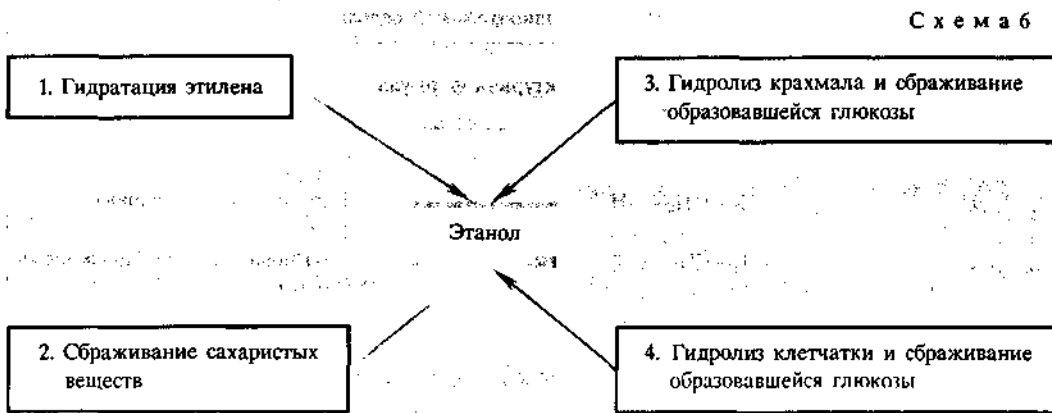 Схема 6
1. Гидратация этилена
3. Гидролиз крахмала и сбраживание
образовавшейся глюкозы
Этанол
2. Сбраживание сахаристых
веществ
4. Гидролиз клетчатки и сбраживание
образовавшейся глюкозы